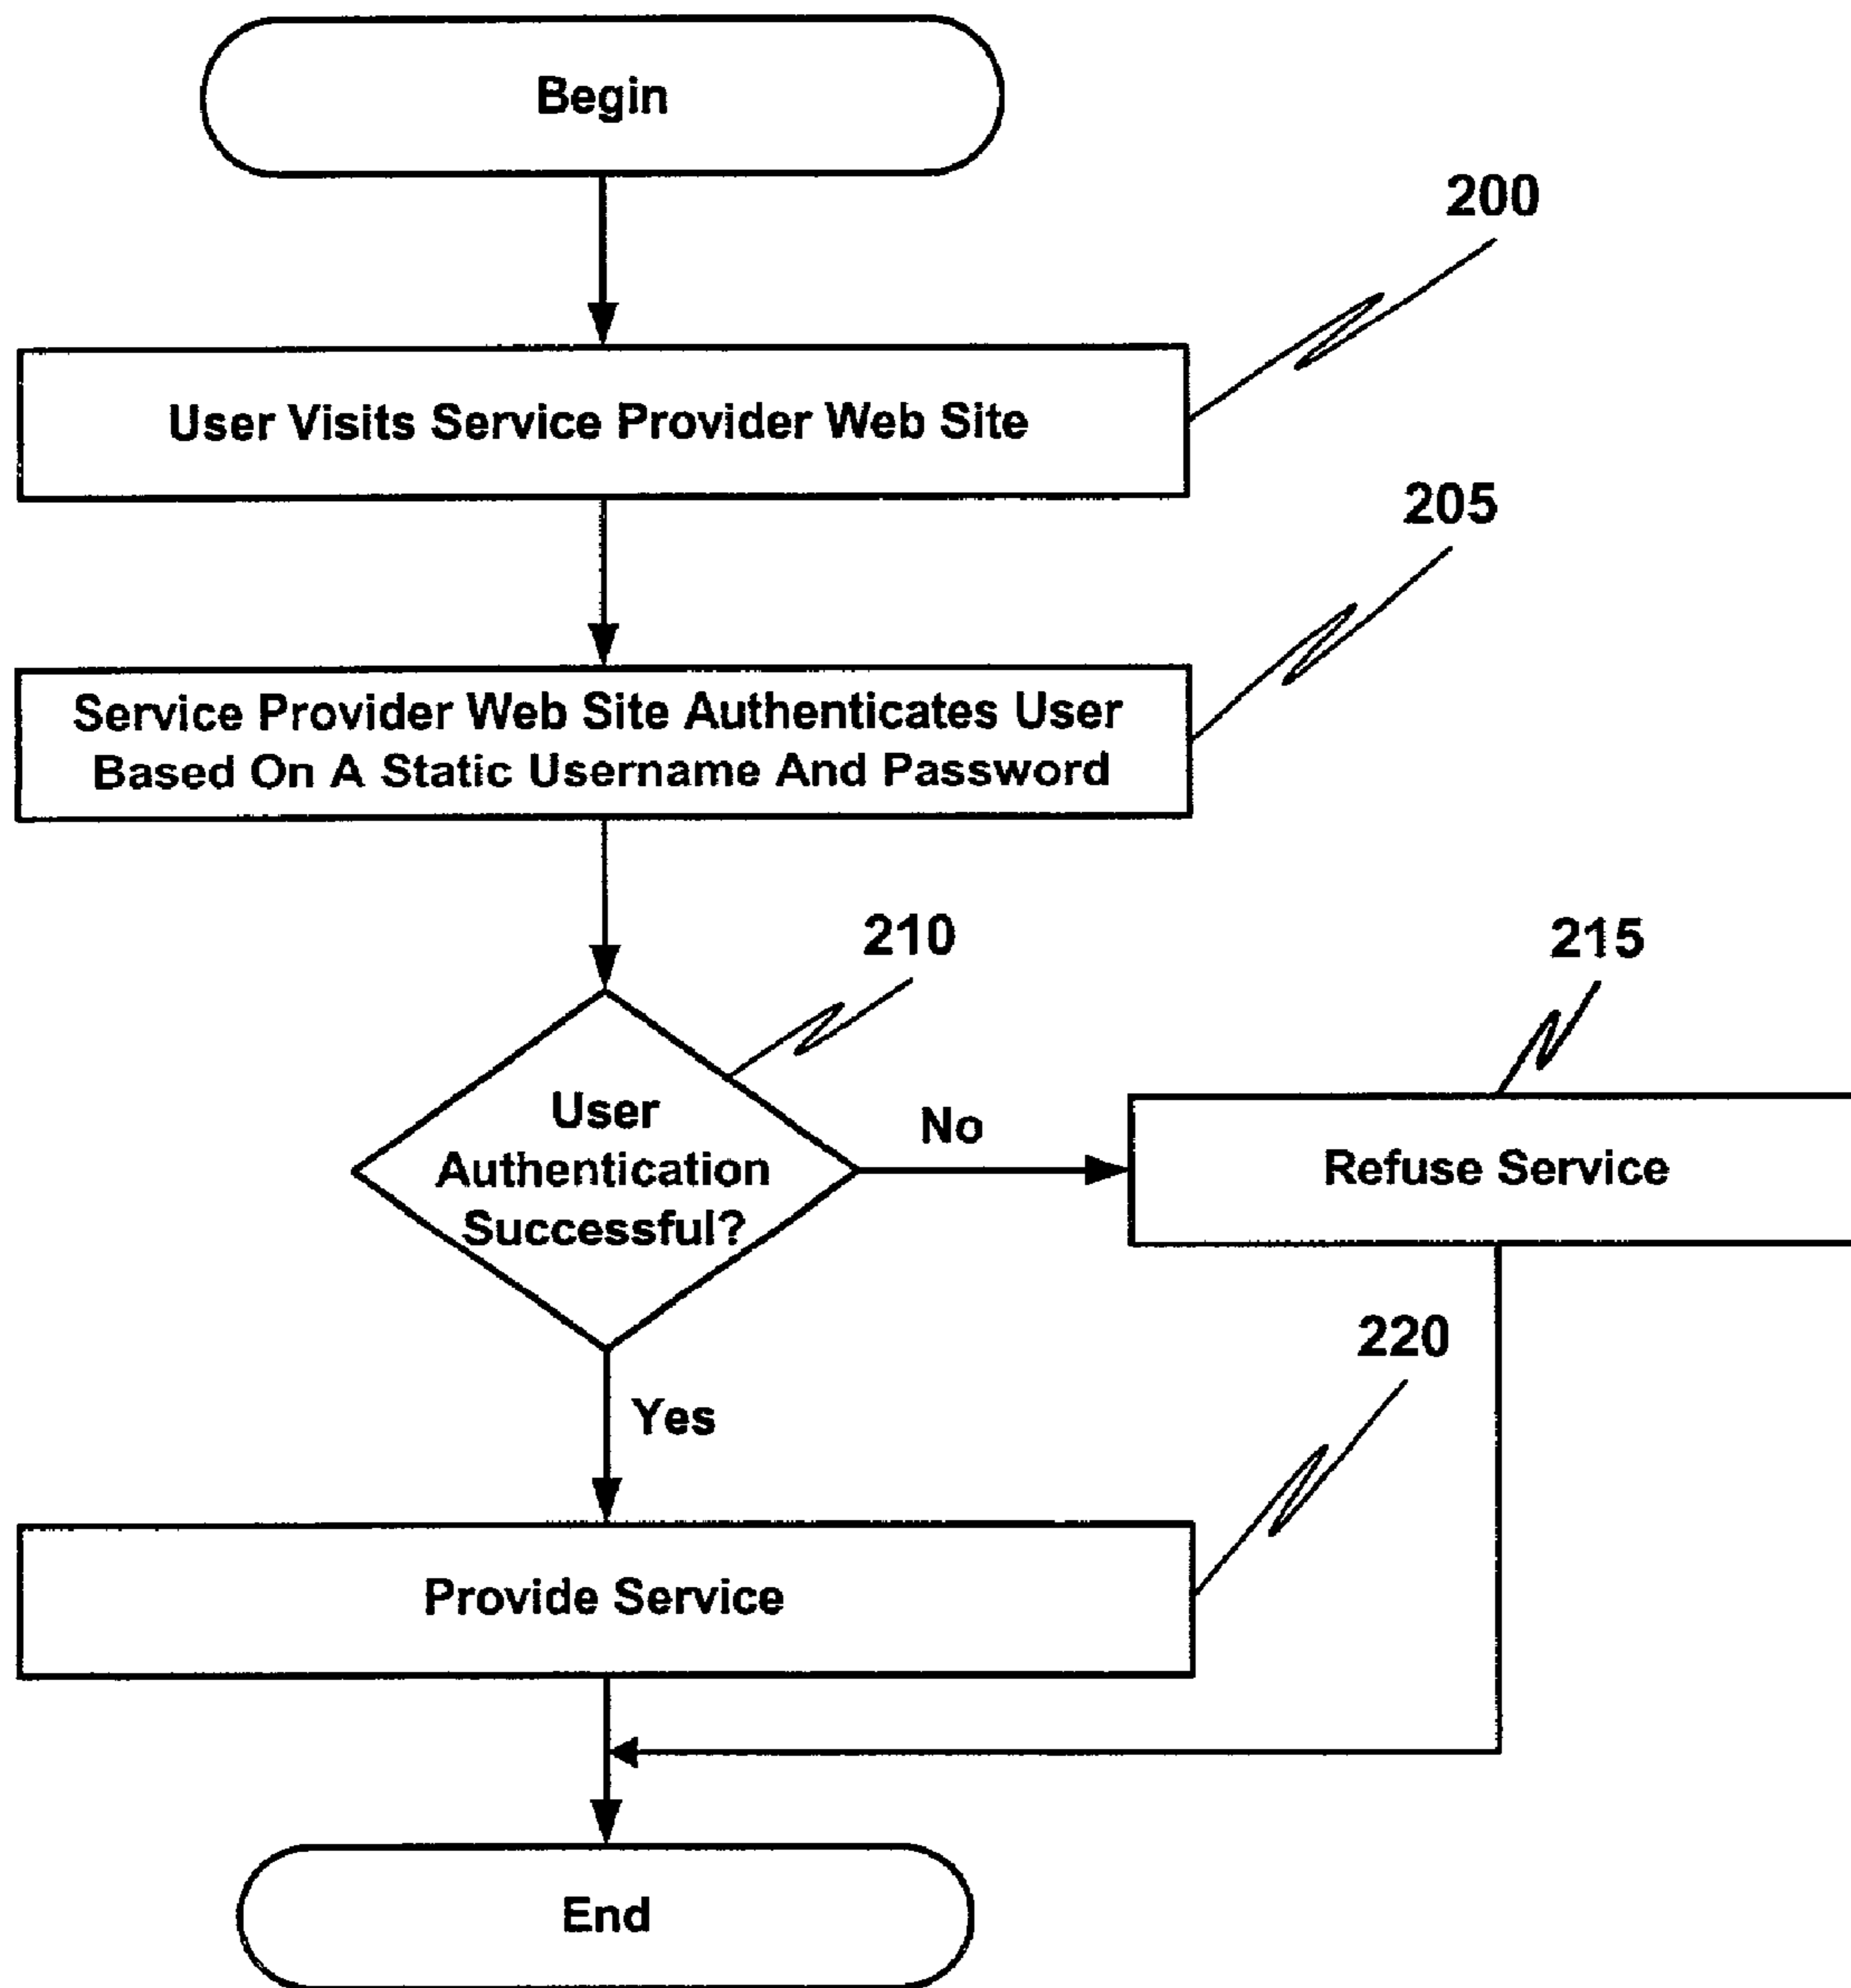 Begin
200
User Visits Service Provider Web Site
205
Service Provider Web Site Authenticates User
Based On A Static Username And Password
210
215
User
Authentication
Successful?
No
Refuse Service
220
Yes
Provide Service
End